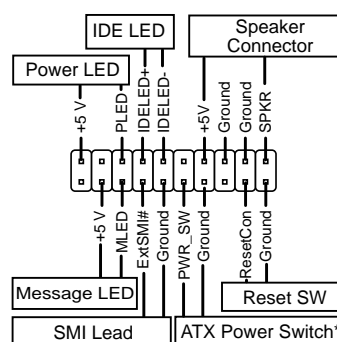 IDE LED
Speaker
Connector
Power LED
+5 V
PLED
IDELED+
IDELED-
+5V
Ground
Ground
SPKR
+5 V
MLED
ExtSMI#
Ground
PWR_SW
Ground
ResetCon
Ground
Message LED
Reset SW
SMI Lead
ATX Power Switch*